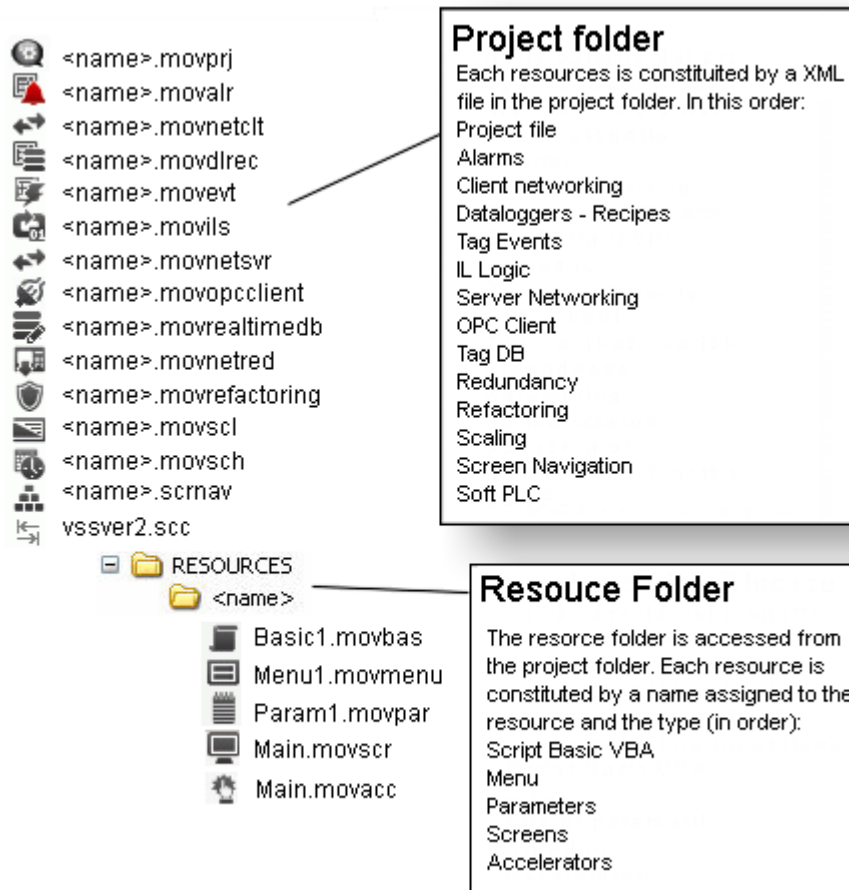 <name>.movprj
<name>.movalr
<name>.movnetclt
<name>.movdlrec
<name>.movevt
<name>.movils
<name>.movnetsvr
<name>.movopcclient
<name>.movrealtimedb
<name>.movnetred
<name>.movrefactoring
<name>.movscl
<name>.movsch
<name>.scrnav
vssver2.scc
Project folder
Each resources is constituited by a XML
file in the project folder. In this order:
Project file
Alarms
Client networking
Dataloggers - Recipes
Tag Events
IL Logic
Server Networking
OPC Client
Tag DB
Redundancy
Refactoring
Scaling
Screen Navigation
Soft PLC
RESOURCES
<name>
Basic1.movbas
Menu1.movmenu
Param1.movpar
Main.movscr
Main.movacc
Resouce Folder
The resorce folder is accessed from
the project folder. Each resource is
constituted by a name assigned to the
resource and the type (in order):
Script Basic VBA
Menu
Parameters
Screens
Accelerators